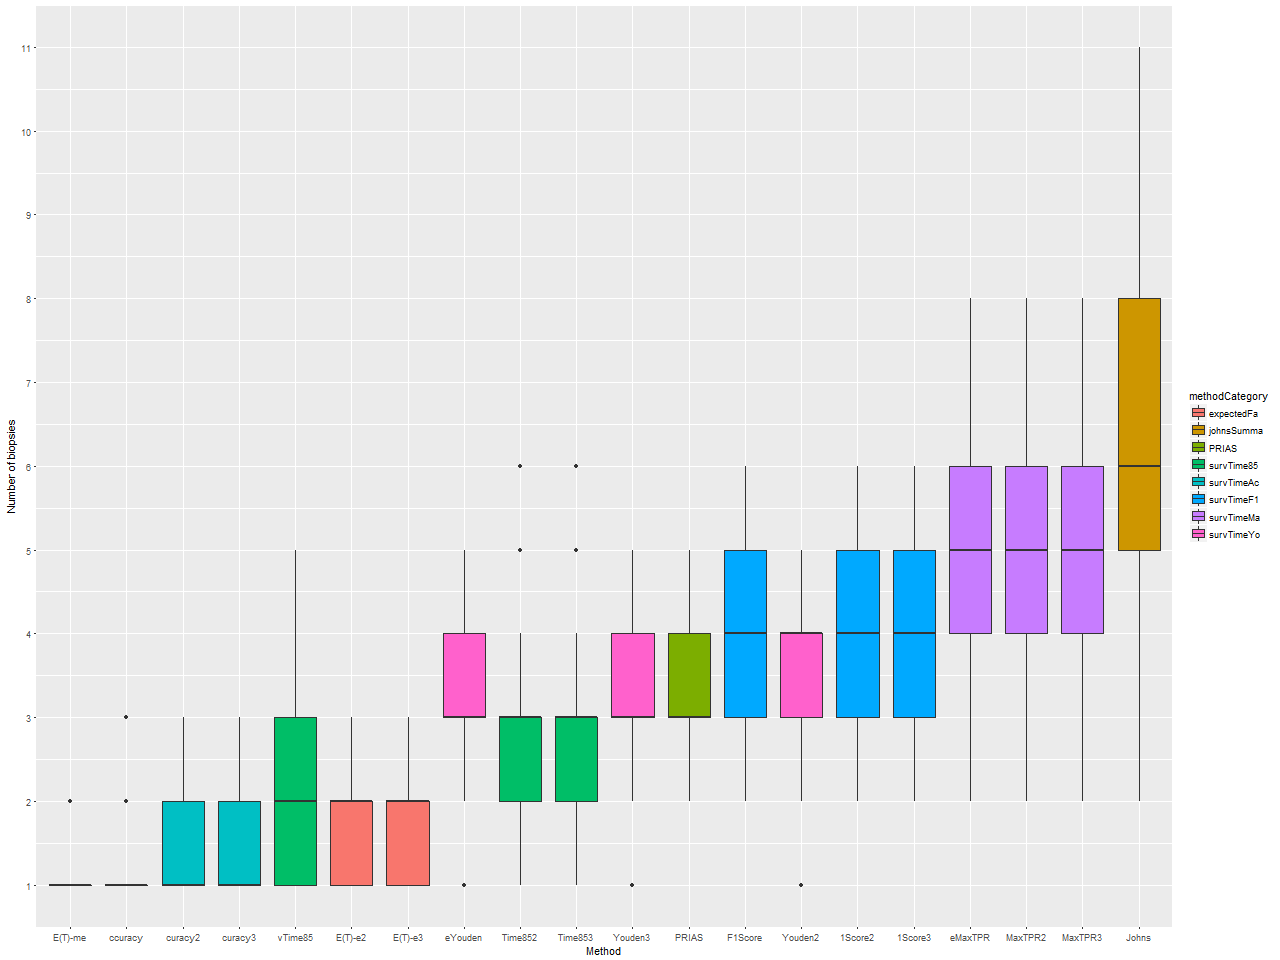 11
10
9
8
7
6
5
4
3
2
1
Number of biopsies
E(T)-me ccuracy curacy2 curacy3 vTime85 E(T)-e2 E(T)-e3 eYouden Time852 Time853 Youden3 PRIAS F1Score Youden2 1Score2 1Score3 eMaxTPR MaxTPR2 MaxTPR3 Johns
Method
methodCategory
expectedFa
johnsSumma
PRIAS
survTime85
survTimeAc
survTimeF1
survTimeMa
survTimeYo